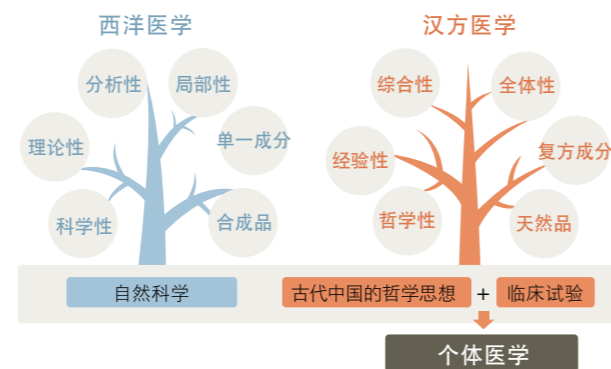 西洋医学
分析性
局部性
理论性
单一成分
科学性
合成品
自然科学
汉方医学
综合性
全体性
经验性
复方成分
哲学性
天然品
古代中国的哲学思想 + 临床试验
个体医学